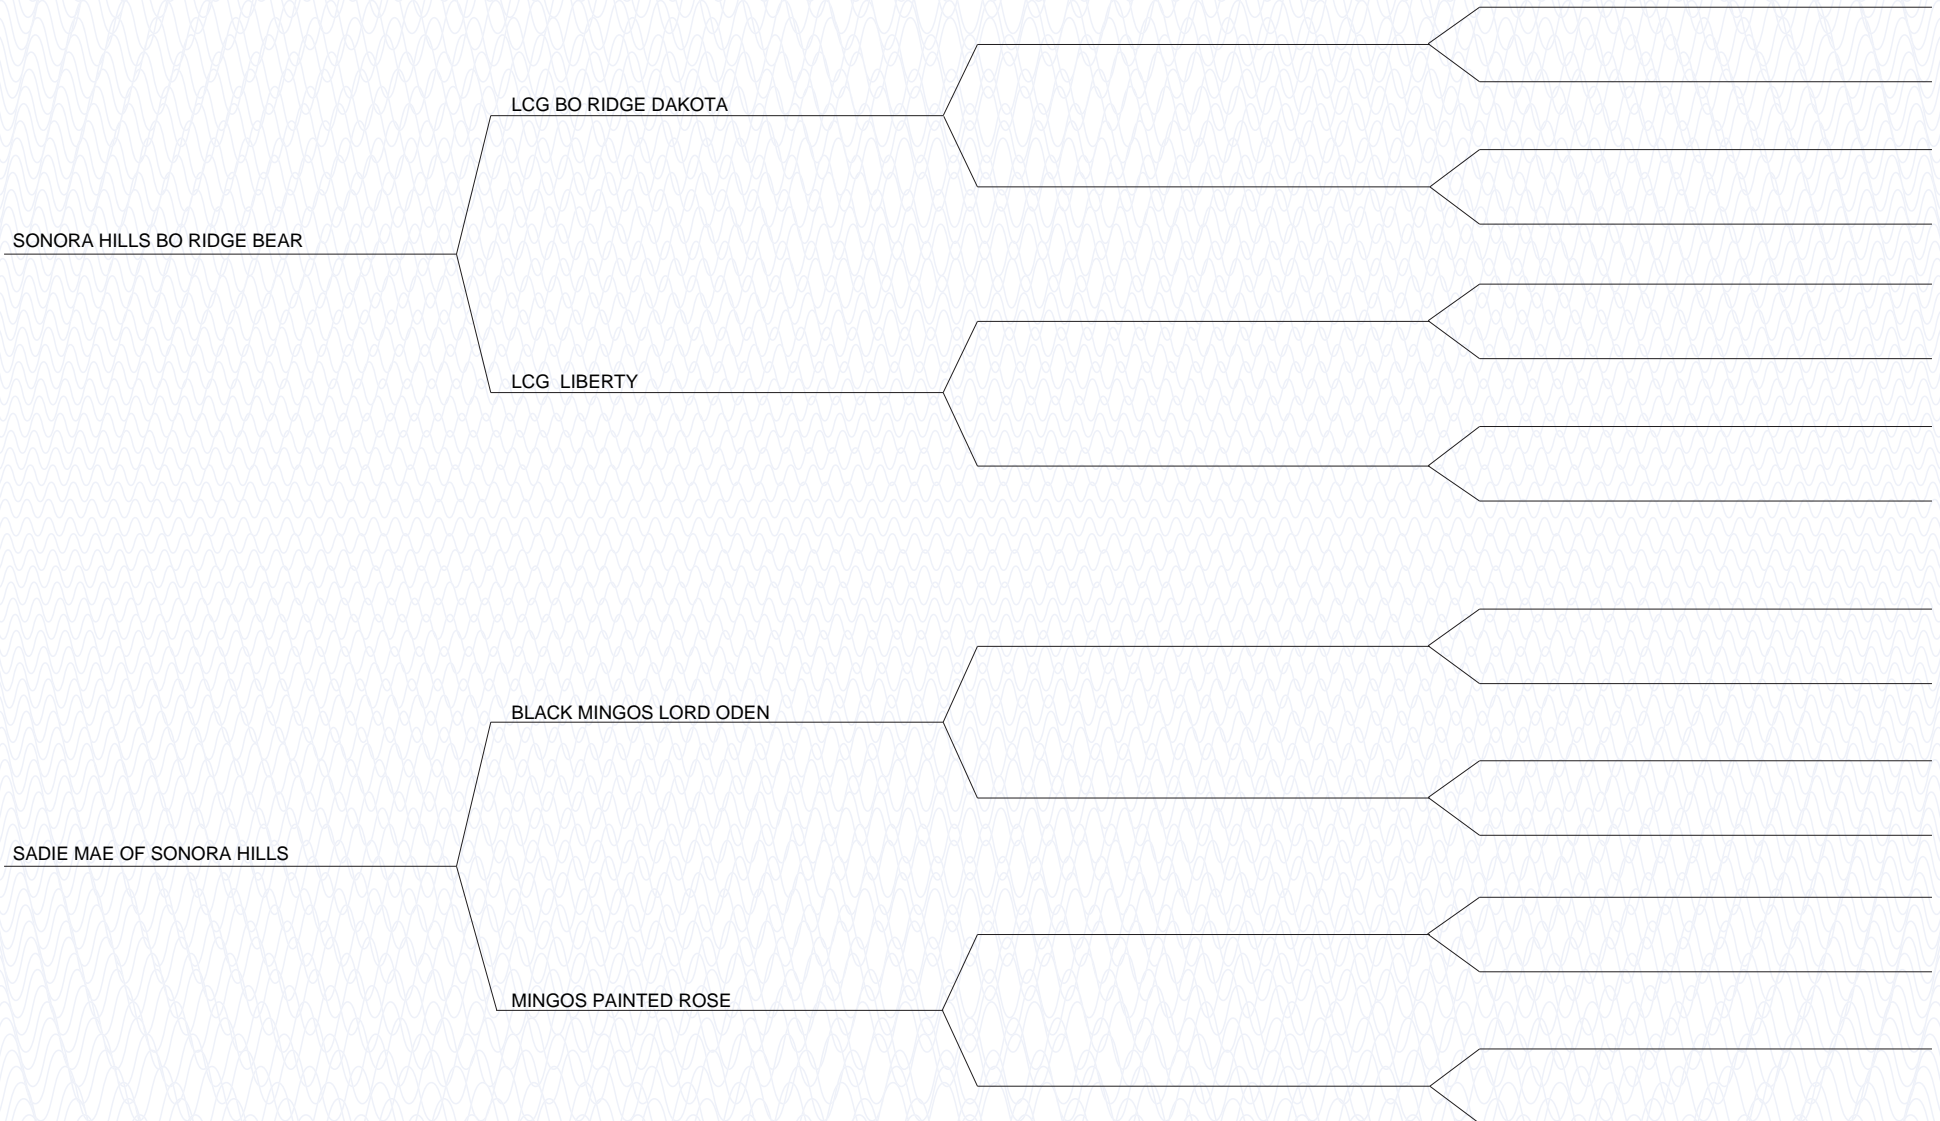 LCG BO RIDGE DAKOTA
SONORA HILLS BO RIDGE BEAR
LCG  LIBERTY
BLACK MINGOS LORD ODEN
SADIE MAE OF SONORA HILLS
MINGOS PAINTED ROSE